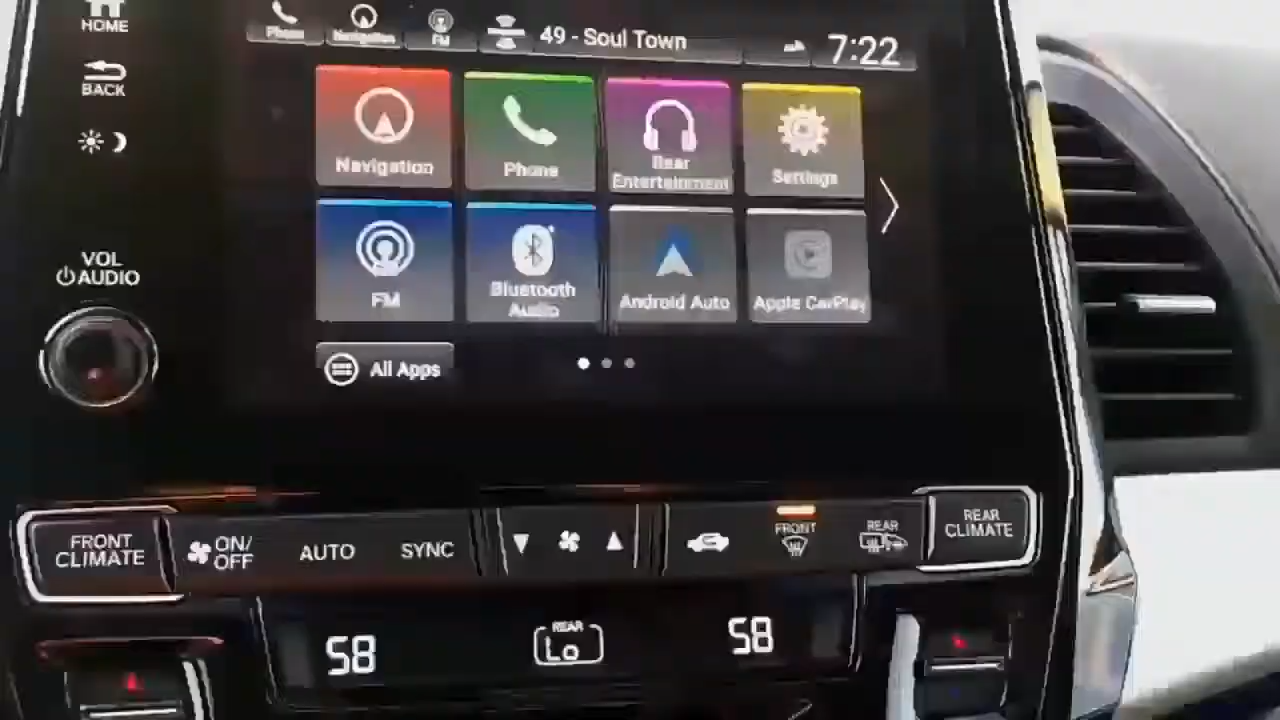 HOME
Phone
Navigation
FM
49 - Soul Town
7:22
BACK
Navigation
Phone
Rear
Entertainment
Settings
VOL
AUDIO
FM
Bluetooth
Audio
Android Auto
Apple CarPlay
All Apps
FRONT
CLIMATE
ON/
OFF
AUTO
SYNC
FRONT
REAR
REAR
CLIMATE
58
REAR
Lo
58